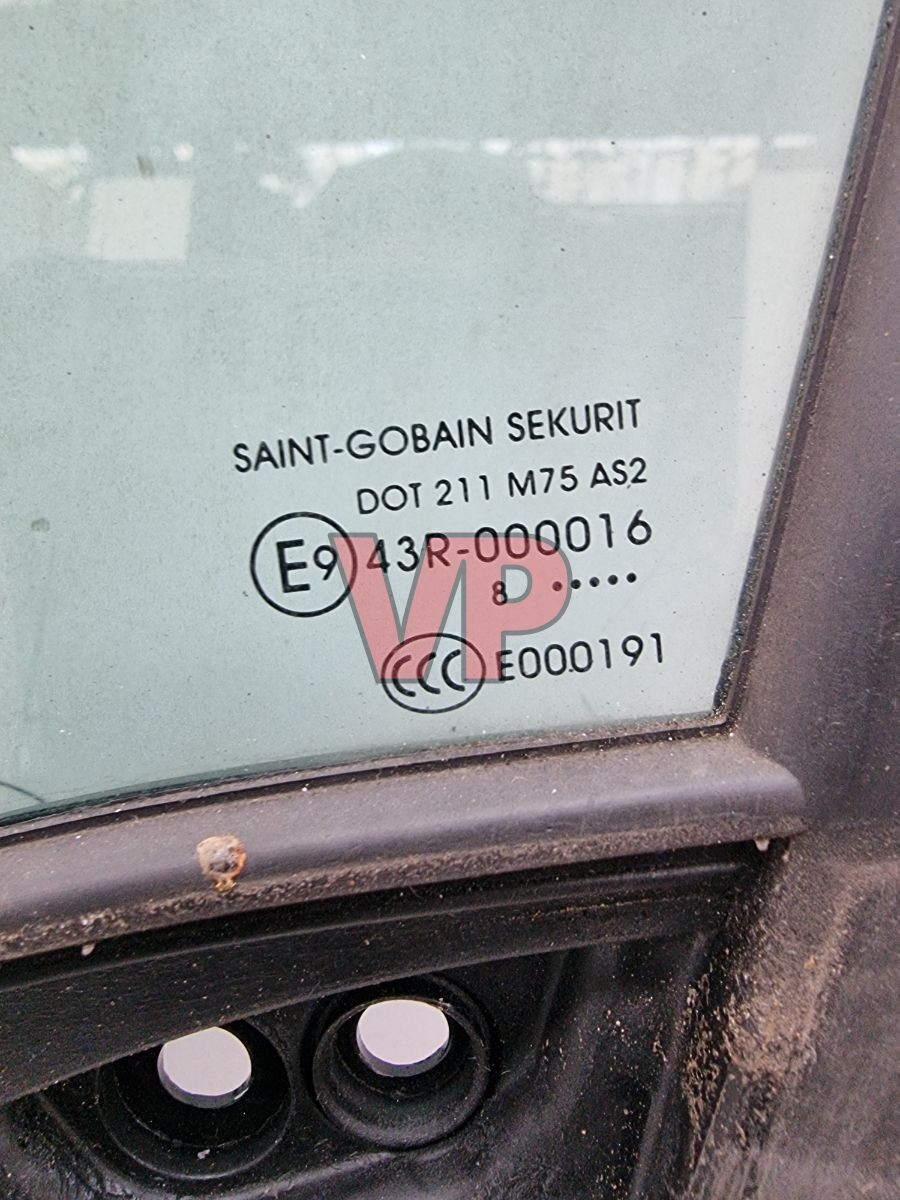 SAINT-GOBAIN SEKURIT
DOT 211 M75 AS2
E9 43R-000016
8 ••••••
CCC E000191
VP